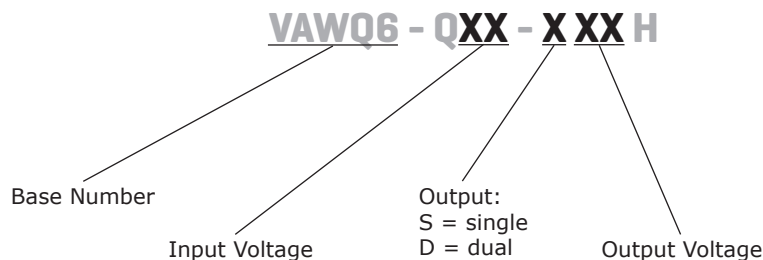 VAWQ6 - QXX - X XX H
Base Number
Input Voltage
Output:
S = single
D = dual
Output Voltage